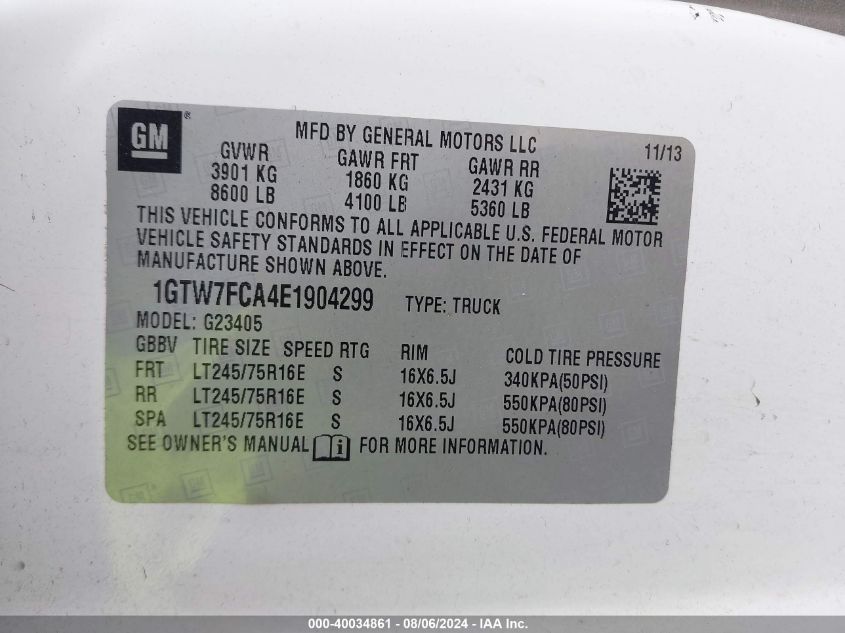 GM ®
MFD BY GENERAL MOTORS LLC 11/13
GVWR GAWR FRT GAWR RR
3901 KG 1860 KG 2431 KG
8600 LB 4100 LB 5360 LB
THIS VEHICLE CONFORMS TO ALL APPLICABLE U.S. FEDERAL MOTOR
VEHICLE SAFETY STANDARDS IN EFFECT ON THE DATE OF
MANUFACTURE SHOWN ABOVE.
1GTW7FCA4E1904299 TYPE: TRUCK
MODEL: G23405
GBBV TIRE SIZE SPEED RTG RIM COLD TIRE PRESSURE
FRT LT245/75R16E S 16X6.5J 340KPA(50PSI)
RR LT245/75R16E S 16X6.5J 550KPA(80PSI)
SPA LT245/75R16E S 16X6.5J 550KPA(80PSI)
SEE OWNER'S MANUAL i FOR MORE INFORMATION.
000-40034861 - 08/06/2024 - IAA Inc.